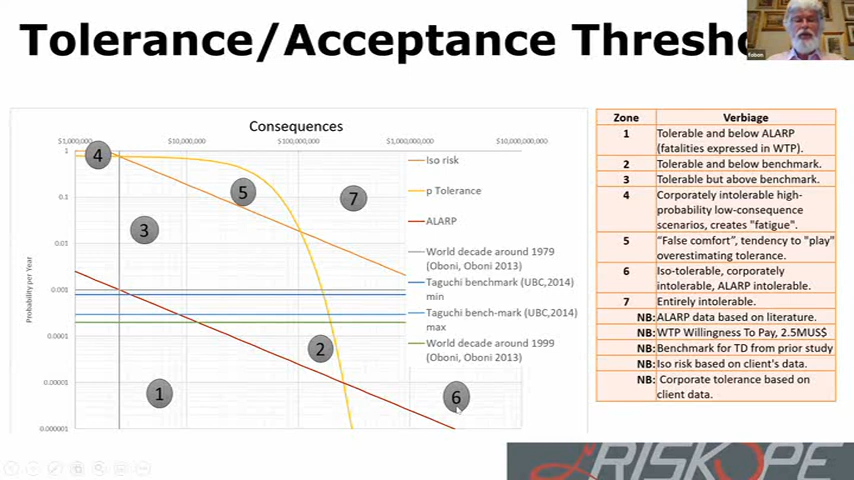 Tolerance/Acceptance Thresho
Consequences
$1,000,000 $10,000,000 $100,000,000 $1,000,000,000 $10,000,000,000
Probability per Year
1
0.1
0.01
0.001
0.0001
0.00001
0.000001
4
5
7
3
2
1
6
Iso risk
p Tolerance
ALARP
World decade around 1979
(Oboni, Oboni 2013)
Taguchi benchmark (UBC,2014)
min
Taguchi bench-mark (UBC,2014)
max
World decade around 1999
(Oboni, Oboni 2013)
Zone Verbiage
1 Tolerable and below ALARP
(fatalities expressed in WTP).
2 Tolerable and below benchmark.
3 Tolerable but above benchmark.
4 Corporately intolerable high-
probability low-consequence
scenarios, creates "fatigue".
5 "False comfort", tendency to "play"
overestimating tolerance.
6 Iso-tolerable, corporately
intolerable, ALARP intolerable.
7 Entirely intolerable.
NB: ALARP data based on literature.
NB: WTP Willingness To Pay, 2.5MUS$
NB: Benchmark for TD from prior study
NB: Iso risk based on client's data.
NB: Corporate tolerance based on
client data.
RISKOPE